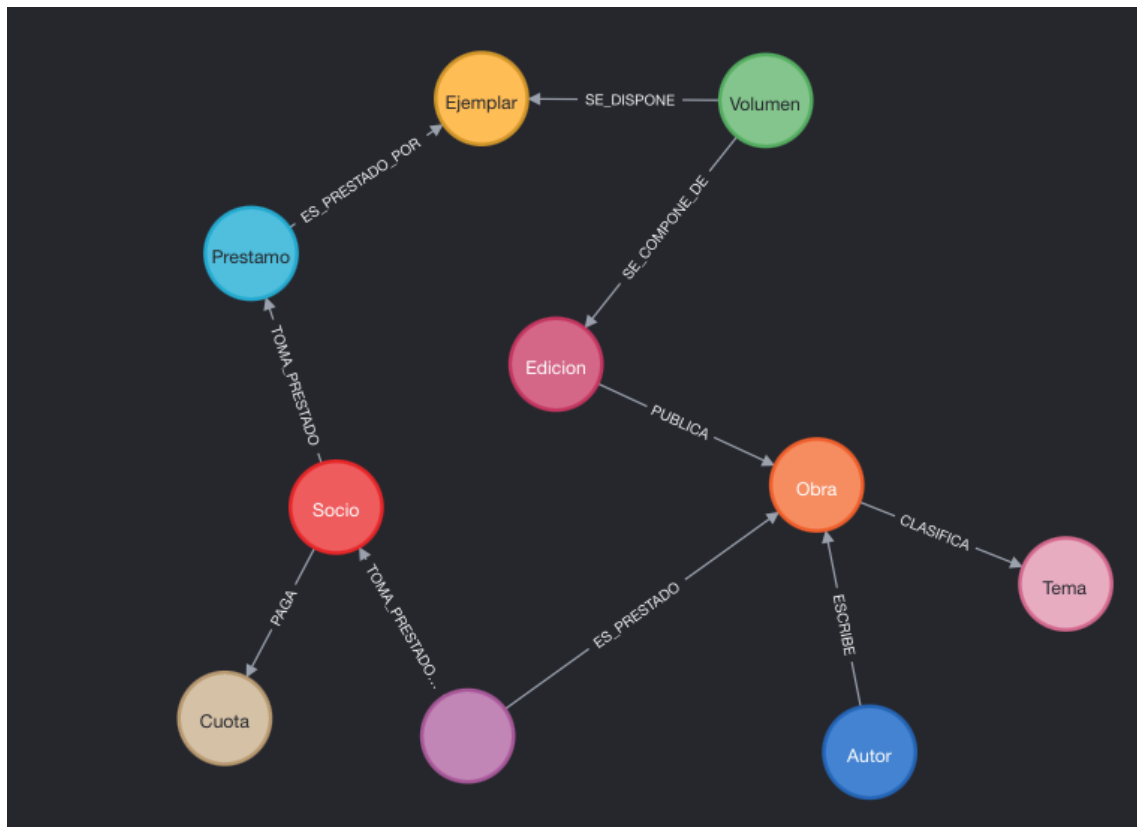 Ejemplar
SE_DISPONE
Volumen
ES_PRESTADO_POR
SE_COMPONE_DE
Prestamo
TOMA_PRESTADO
Edicion
PUBLICA
Obra
Socio
CLASIFICA
Tema
PAGA
TOMA_PRESTADO...
ES_PRESTADO
ESCRIBE
Cuota
Autor